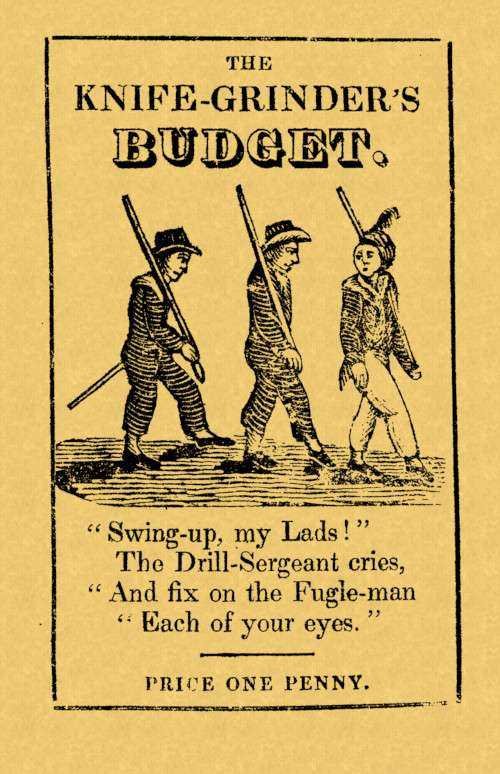 THE
KNIFE-GRINDER'S
BUDGET.
“ Swing-up, my Lads ! ”
The Drill-Sergeant cries,
“ And fix on the Fugle-man
“ Each of your eyes. ”
PRICE ONE PENNY.